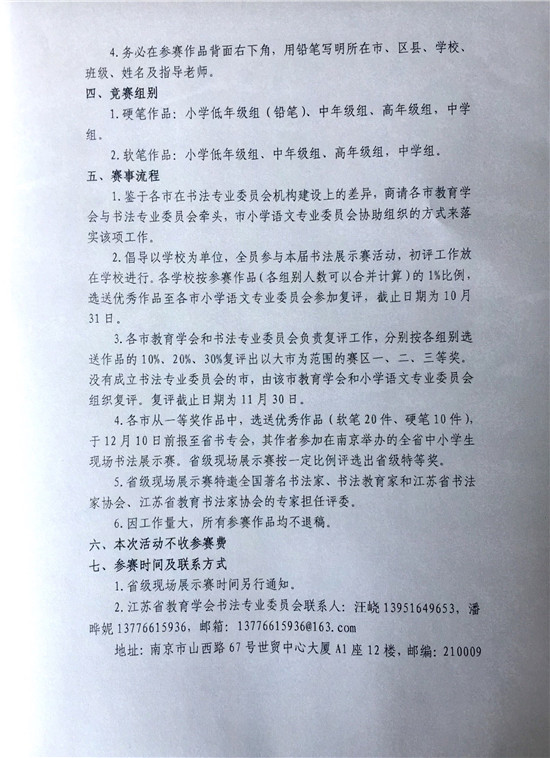 4.务必在参赛作品背面右下角，用铅笔写明所在市、区县、学校、
班级、姓名及指导老师。
四、竞赛组别
1.硬笔作品：小学低年级组（铅笔）、中年级组、高年级组，中学
组。
2.软笔作品：小学低年级组、中年级组、高年级组，中学组。
五、赛事流程
1.鉴于各市在书法专业委员会机构建设上的差异，商请各市教育学
会与书法专业委员会牵头，市小学语文专业委员会协助组织的方式来落
实该项工作。
2.倡导以学校为单位，全员参与本届书法展示赛活动，初评工作放
在学校进行。各学校按参赛作品（各组别人数可以合并计算）的1%比例，
选送优秀作品至各市小学语文专业委员会参加复评，截止日期为10月
31日。
3.各市教育学会和书法专业委员会负责复评工作，分别按各组别选
送作品的10%、20%、30%复评出以大市为范围的赛区一、二、三等奖。
没有成立书法专业委员会的市，由该市教育学会和小学语文专业委员会
组织复评。复评截止日期为11月30日。
4.各市从一等奖作品中，选送优秀作品（软笔20件、硬笔10件），
于12月10日前报至省书专会，其作者参加在南京举办的全省中小学生
现场书法展示赛。省级现场展示赛按一定比例评选出省级特等奖。
5.省级现场展示赛特邀全国著名书法家、书法教育家和江苏省书法
家协会、江苏省教育书法家协会的专家担任评委。
6.因工作量大，所有参赛作品均不退稿。
六、本次活动不收参赛费
七、参赛时间及联系方式
1.省级现场展示赛时间另行通知。
2.江苏省教育学会书法专业委员会联系人：汪峣13951649653，潘
晔妮13776615936，邮箱：13776615936@163.com
地址：南京市山西路67号世贸中心大厦A1座12楼，邮编：210009